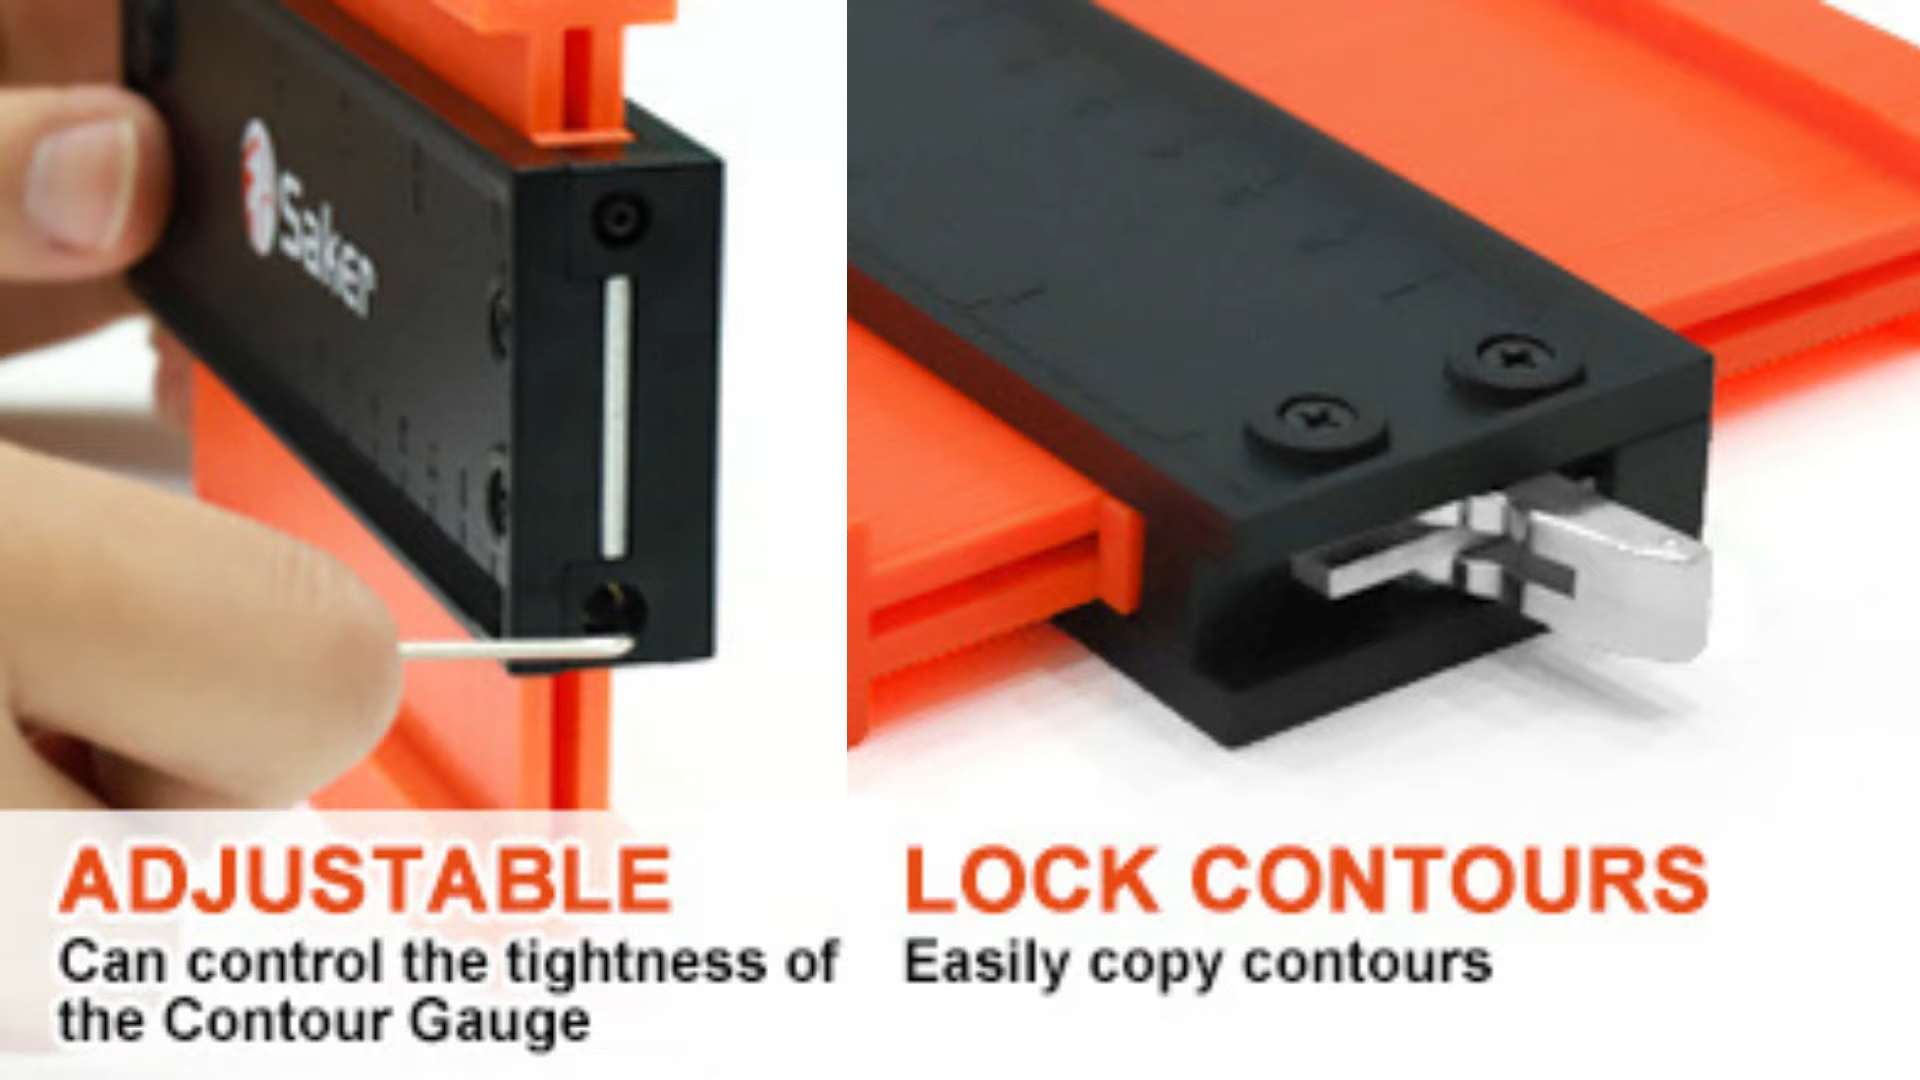 Saker
ADJUSTABLE
Can control the tightness of
the Contour Gauge
LOCK CONTOURS
Easily copy contours